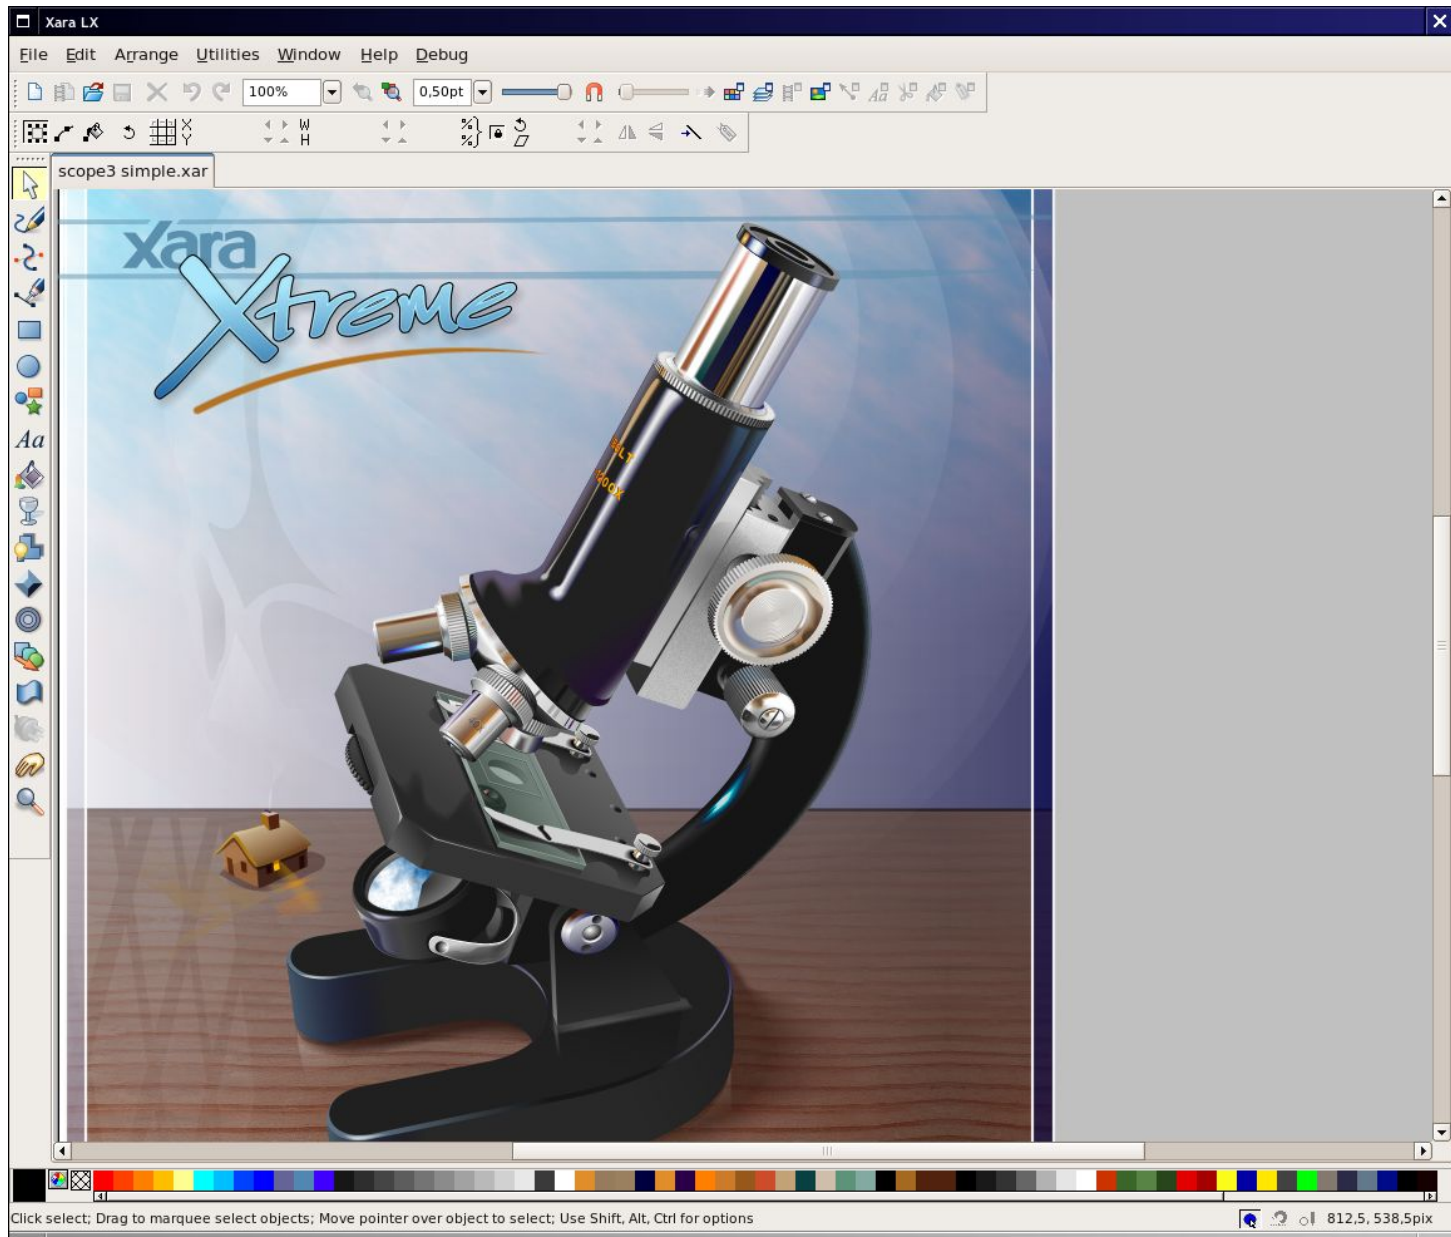 Xara LX
File Edit Arrange Utilities Window Help Debug
100% 0,50pt
X
Y
W
H
scope3 simple.xar
xara
Xtreme
Aa
BELT
1200X
Click select; Drag to marquee select objects; Move pointer over object to select; Use Shift, Alt, Ctrl for options
812,5, 538,5pix